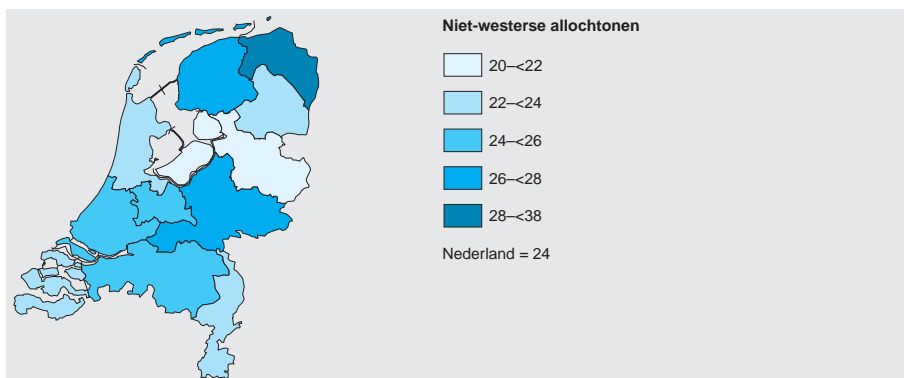 Niet-westerse allochtonen
20–<22
22–<24
24–<26
26–<28
28–<38
Nederland = 24